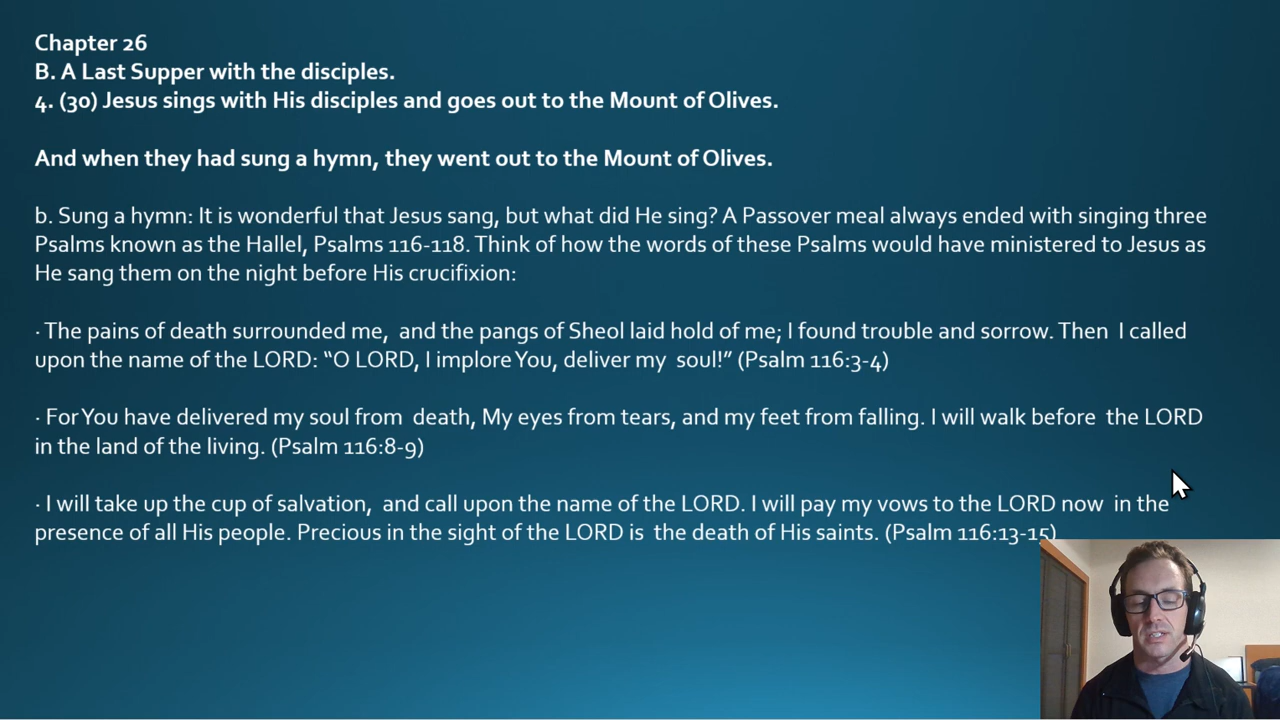 Chapter 26
B. A Last Supper with the disciples.
4. (30) Jesus sings with His disciples and goes out to the Mount of Olives.
And when they had sung a hymn, they went out to the Mount of Olives.
b. Sung a hymn: It is wonderful that Jesus sang, but what did He sing? A Passover meal always ended with singing three
Psalms known as the Hallel, Psalms 116-118. Think of how the words of these Psalms would have ministered to Jesus as
He sang them on the night before His crucifixion:
· The pains of death surrounded me, and the pangs of Sheol laid hold of me; I found trouble and sorrow. Then I called
upon the name of the LORD: “O LORD, I implore You, deliver my soul!” (Psalm 116:3-4)
· For You have delivered my soul from death, My eyes from tears, and my feet from falling. I will walk before the LORD
in the land of the living. (Psalm 116:8-9)
· I will take up the cup of salvation, and call upon the name of the LORD. I will pay my vows to the LORD now in the
presence of all His people. Precious in the sight of the LORD is the death of His saints. (Psalm 116:13-15)